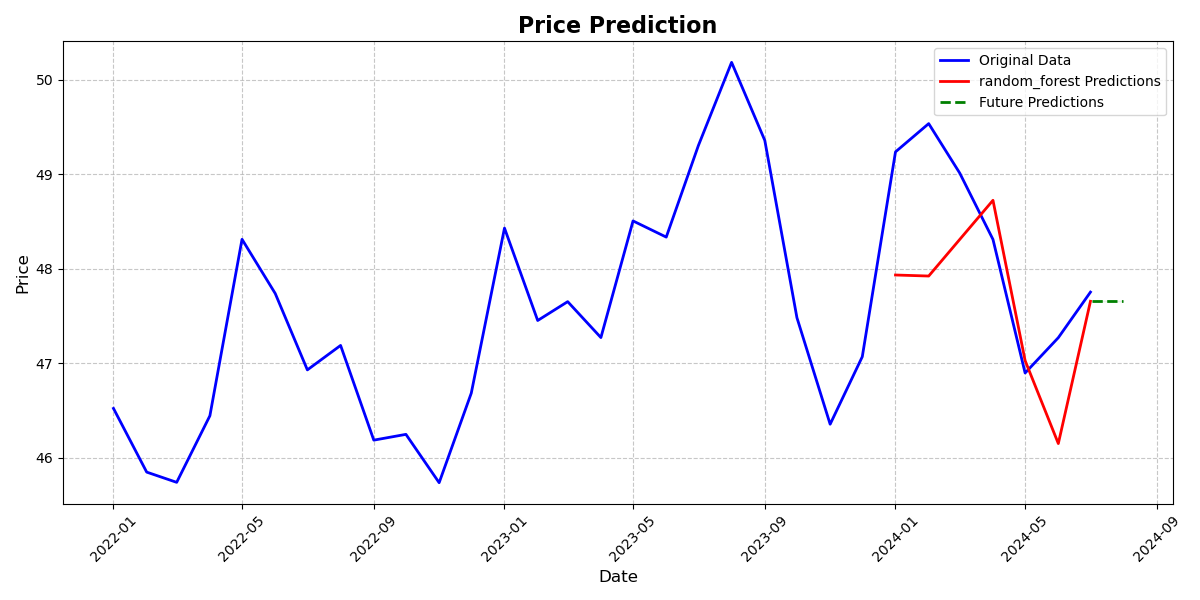 Price Prediction
Original Data
random_forest Predictions
Future Predictions
Price
50
49
48
47
46
2022-01
2022-05
2022-09
2023-01
2023-05
2023-09
2024-01
2024-05
2024-09
Date